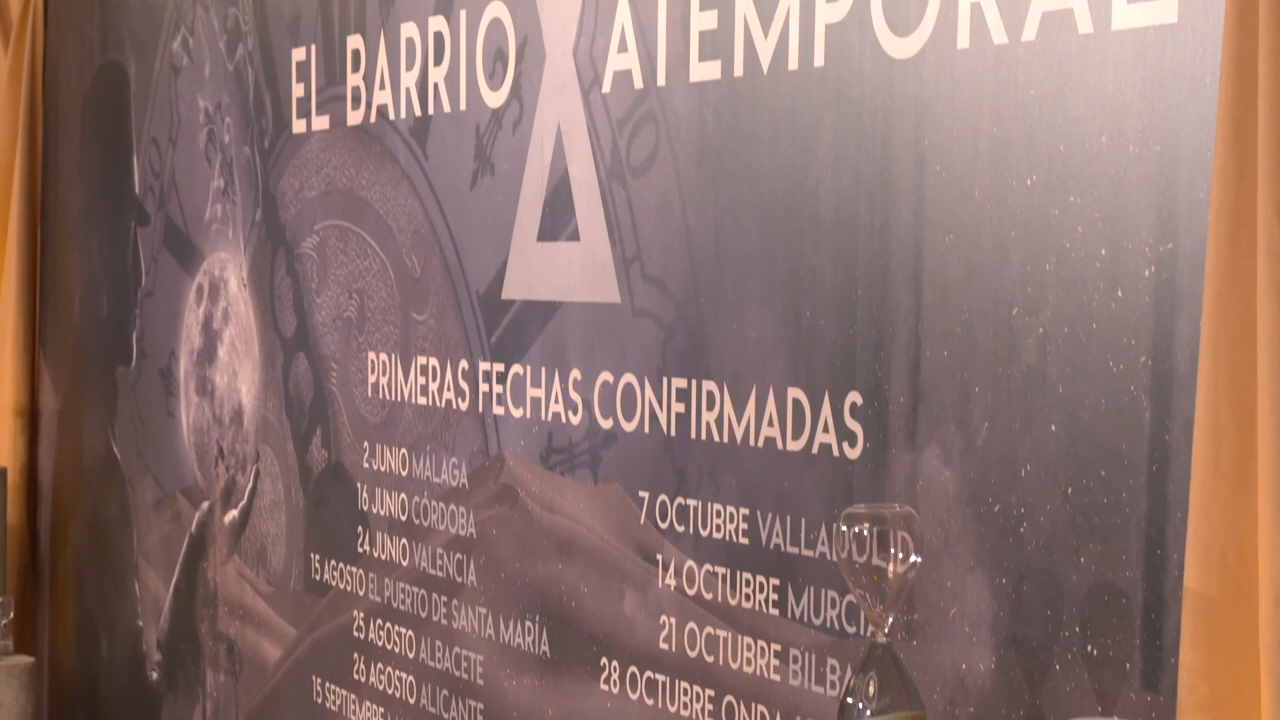 EL BARRIO ATEMPORAL
PRIMERAS FECHAS CONFIRMADAS
2 JUNIO MÁLAGA
16 JUNIO CÓRDOBA
24 JUNIO VALENCIA
15 AGOSTO EL PUERTO DE SANTA MARÍA
25 AGOSTO ALBACETE
26 AGOSTO ALICANTE
15 SEPTIEMBRE
7 OCTUBRE VALLADOLID
14 OCTUBRE MURCIA
21 OCTUBRE BILBA
28 OCTUBRE